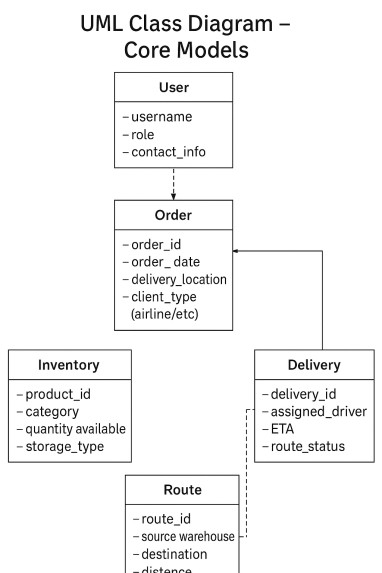 UML Class Diagram –
Core Models
User
– username
– role
– contact_info
Order
– order_id
– order_ date
– delivery_location
– client_type
(airline/etc)
Inventory
– product_id
– category
– quantity available
– storage_type
Delivery
– delivery_id
– assigned_driver
– ETA
– route_status
Route
– route_id
– source warehouse
– destination
– distence